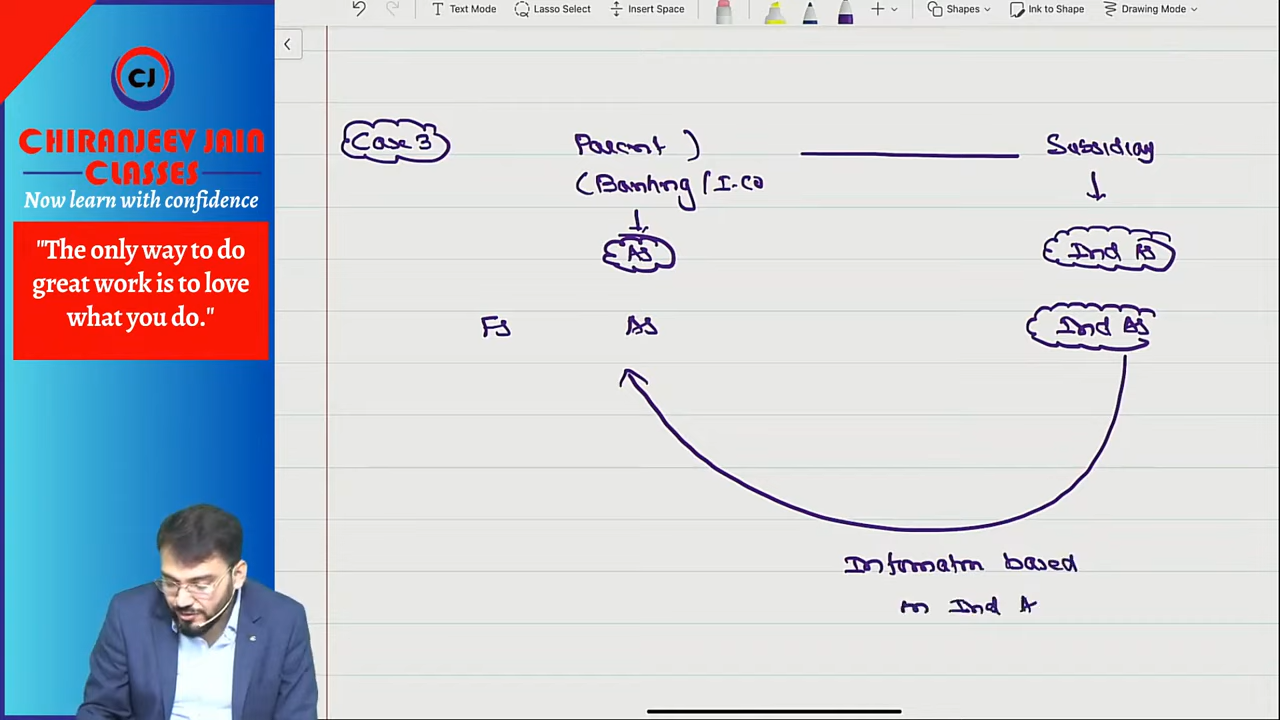 Text Mode Lasso Select Insert Space Shapes Ink to Shape Drawing Mode
CJ
CHIRANJEEV JAIN
CLASSES
Now learn with confidence
"The only way to do
great work is to love
what you do."
Case 3 Parent ) Subsidiary
(Banking / I-co
AS Ind AS
FS AS Ind AS
Information based
on Ind A